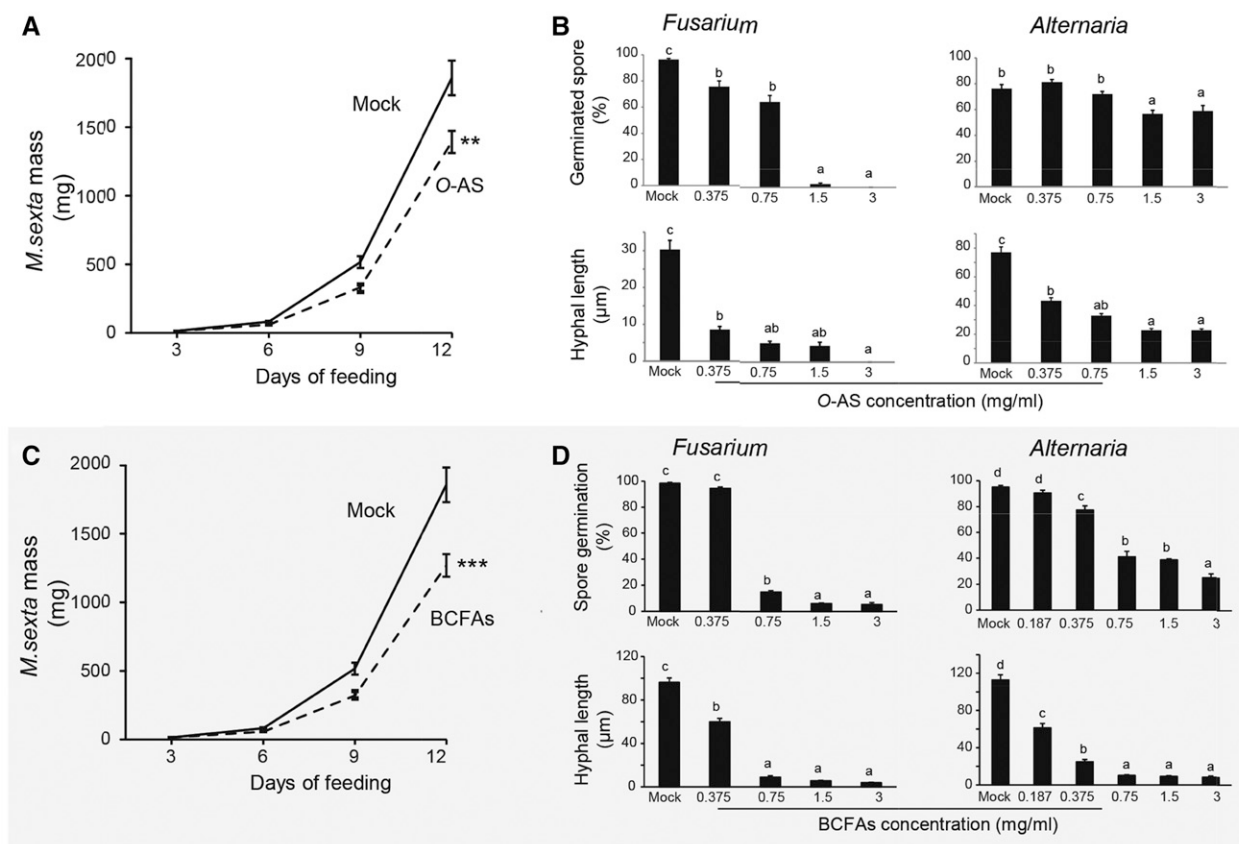 A
2000
1500
1000
500
0
M.sexta mass
(mg)
Mock
**
O-AS
3 6 9 12
Days of feeding
B
Fusarium
Alternaria
Germinated spore
(%)
100
80
60
40
20
0
c b b a a
Mock 0.375 0.75 1.5 3
100
80
60
40
20
0
b b b a a
Mock 0.375 0.75 1.5 3
Hyphal length
(µm)
30
20
10
0
c b ab ab a
Mock 0.375 0.75 1.5 3
80
60
40
20
0
c b ab a a
Mock 0.375 0.75 1.5 3
O-AS concentration (mg/ml)
C
2000
1500
1000
500
0
M.sexta mass
(mg)
Mock
***
BCFAs
3 6 9 12
Days of feeding
D
Fusarium
Alternaria
Spore germination
(%)
100
80
60
40
20
0
c c b a a
Mock 0.375 0.75 1.5 3
100
80
60
40
20
0
d d c b b a
Mock 0.187 0.375 0.75 1.5 3
Hyphal length
(µm)
120
80
40
0
c b a a a
Mock 0.375 0.75 1.5 3
120
80
40
0
d c b a a a
Mock 0.187 0.375 0.75 1.5 3
BCFAs concentration (mg/ml)